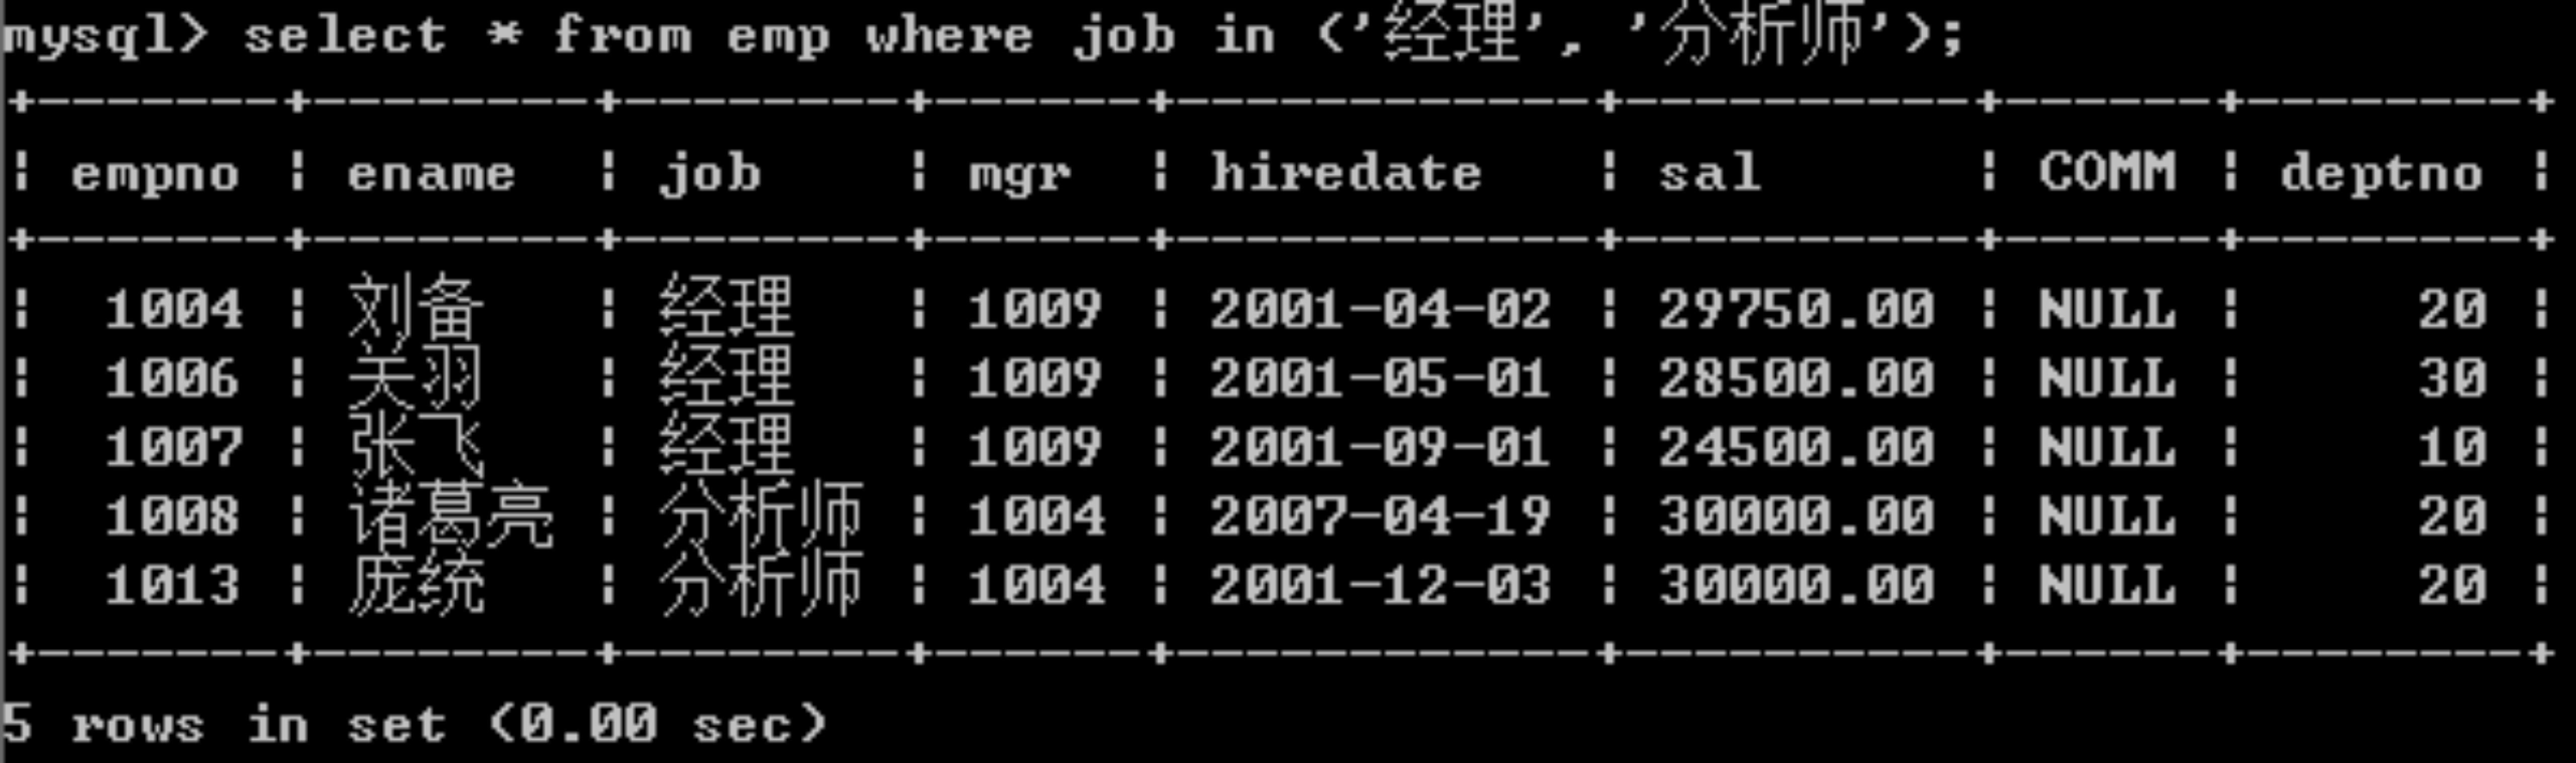 mysql> select * from emp where job in ('经理', '分析师');
+-------+--------+--------+------+------------+----------+------+--------+
| empno | ename  | job    | mgr  | hiredate   | sal      | COMM | deptno |
+-------+--------+--------+------+------------+----------+------+--------+
|  1004 | 刘备   | 经理   | 1009 | 2001-04-02 | 29750.00 | NULL |     20 |
|  1006 | 关羽   | 经理   | 1009 | 2001-05-01 | 28500.00 | NULL |     30 |
|  1007 | 张飞   | 经理   | 1009 | 2001-09-01 | 24500.00 | NULL |     10 |
|  1008 | 诸葛亮 | 分析师 | 1004 | 2007-04-19 | 30000.00 | NULL |     20 |
|  1013 | 庞统   | 分析师 | 1004 | 2001-12-03 | 30000.00 | NULL |     20 |
+-------+--------+--------+------+------------+----------+------+--------+
5 rows in set (0.00 sec)